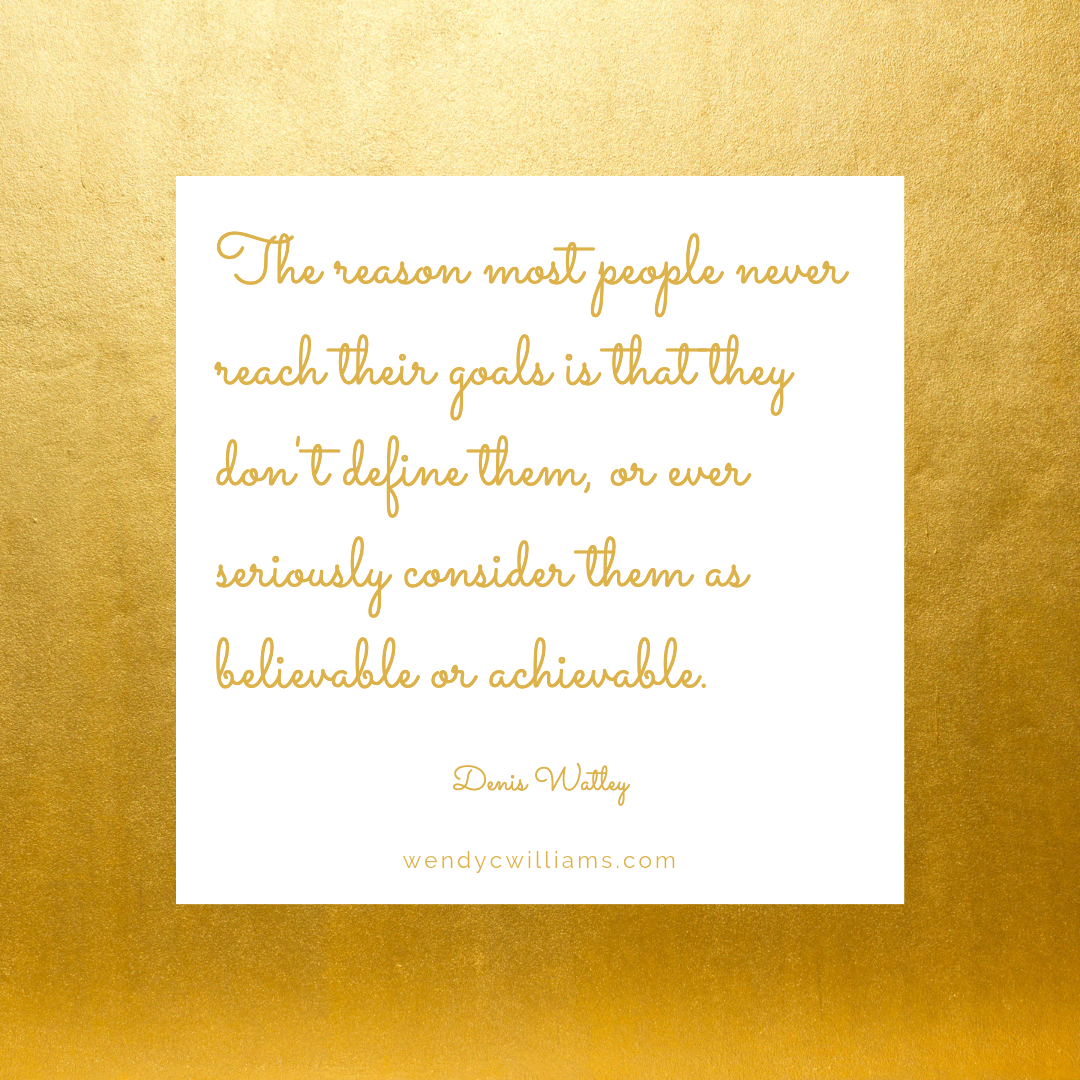 The reason most people never
reach their goals is that they
don't define them, or ever
seriously consider them as
believable or achievable.
Denis Watley
wendycwilliams.com